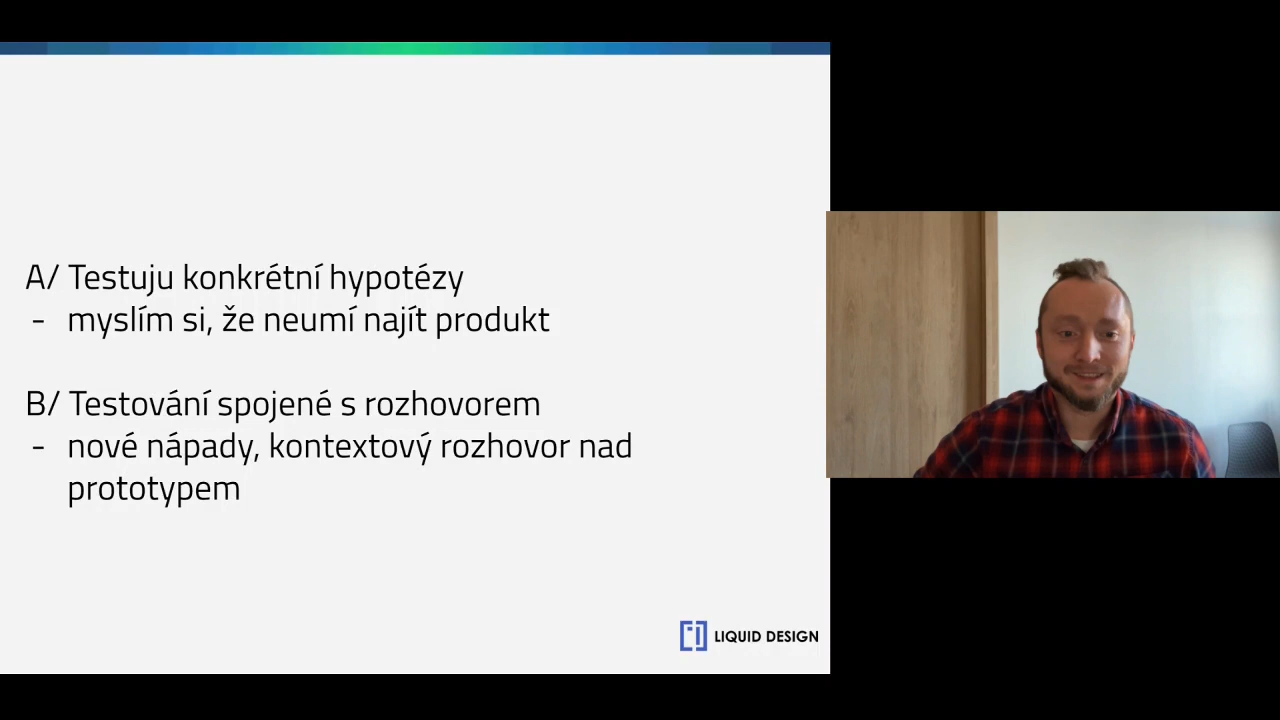 A/ Testuju konkrétní hypotézy
- myslím si, že neumí najít produkt
B/ Testování spojené s rozhovorem
- nové nápady, kontextový rozhovor nad
prototypem
LIQUID DESIGN